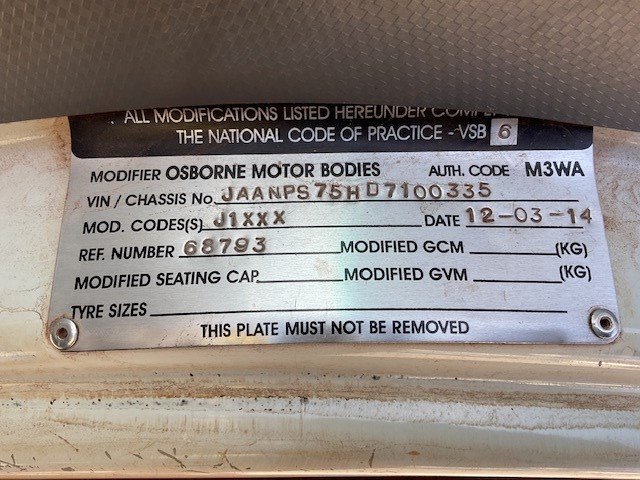 ALL MODIFICATIONS LISTED HEREUNDER
THE NATIONAL CODE OF PRACTICE - VSB 6
MODIFIER OSBORNE MOTOR BODIES AUTH. CODE M3WA
VIN / CHASSIS No. JAANPS75HD7100335
MOD. CODES(S) J1XXX DATE 12-03-14
REF. NUMBER 68793 MODIFIED GCM (KG)
MODIFIED SEATING CAP. MODIFIED GVM (KG)
TYRE SIZES
THIS PLATE MUST NOT BE REMOVED